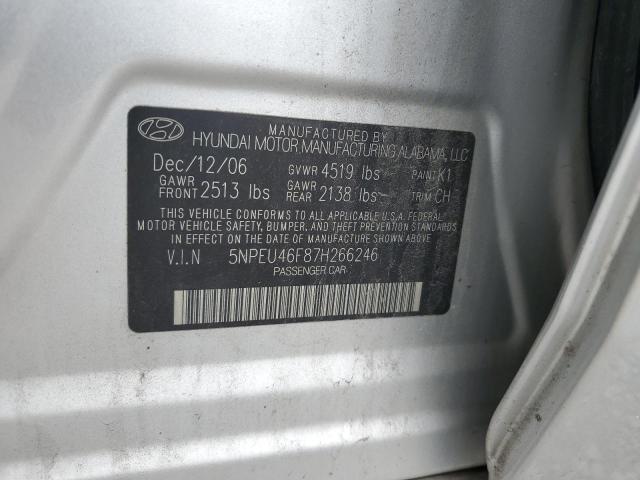 MANUFACTURED BY
HYUNDAI MOTOR MANUFACTURING ALABAMA, LLC
Dec/12/06 GVWR 4519 lbs PAINT K1
GAWR FRONT 2513 lbs GAWR REAR 2138 lbs TRIM CH
THIS VEHICLE CONFORMS TO ALL APPLICABLE U.S.A. FEDERAL
MOTOR VEHICLE SAFETY, BUMPER, AND THEFT PREVENTION
STANDARDS IN EFFECT ON THE DATE OF MANUFACTURE SHOWN ABOVE.
V.I.N 5NPEU46F87H266246
PASSENGER CAR